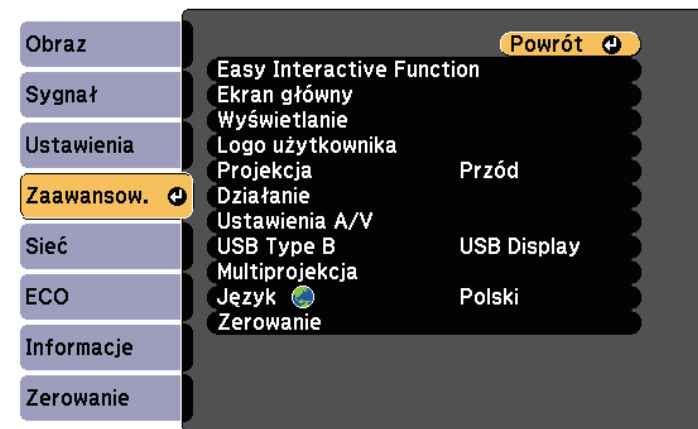 Obraz
Sygnał
Ustawienia
Zaawansow.
Sieć
ECO
Informacje
Zerowanie
Powrót
Easy Interactive Function
Ekran główny
Wyświetlanie
Logo użytkownika
Projekcja Przód
Działanie
Ustawienia A/V
USB Type B USB Display
Multiprojekcja
Język Polski
Zerowanie